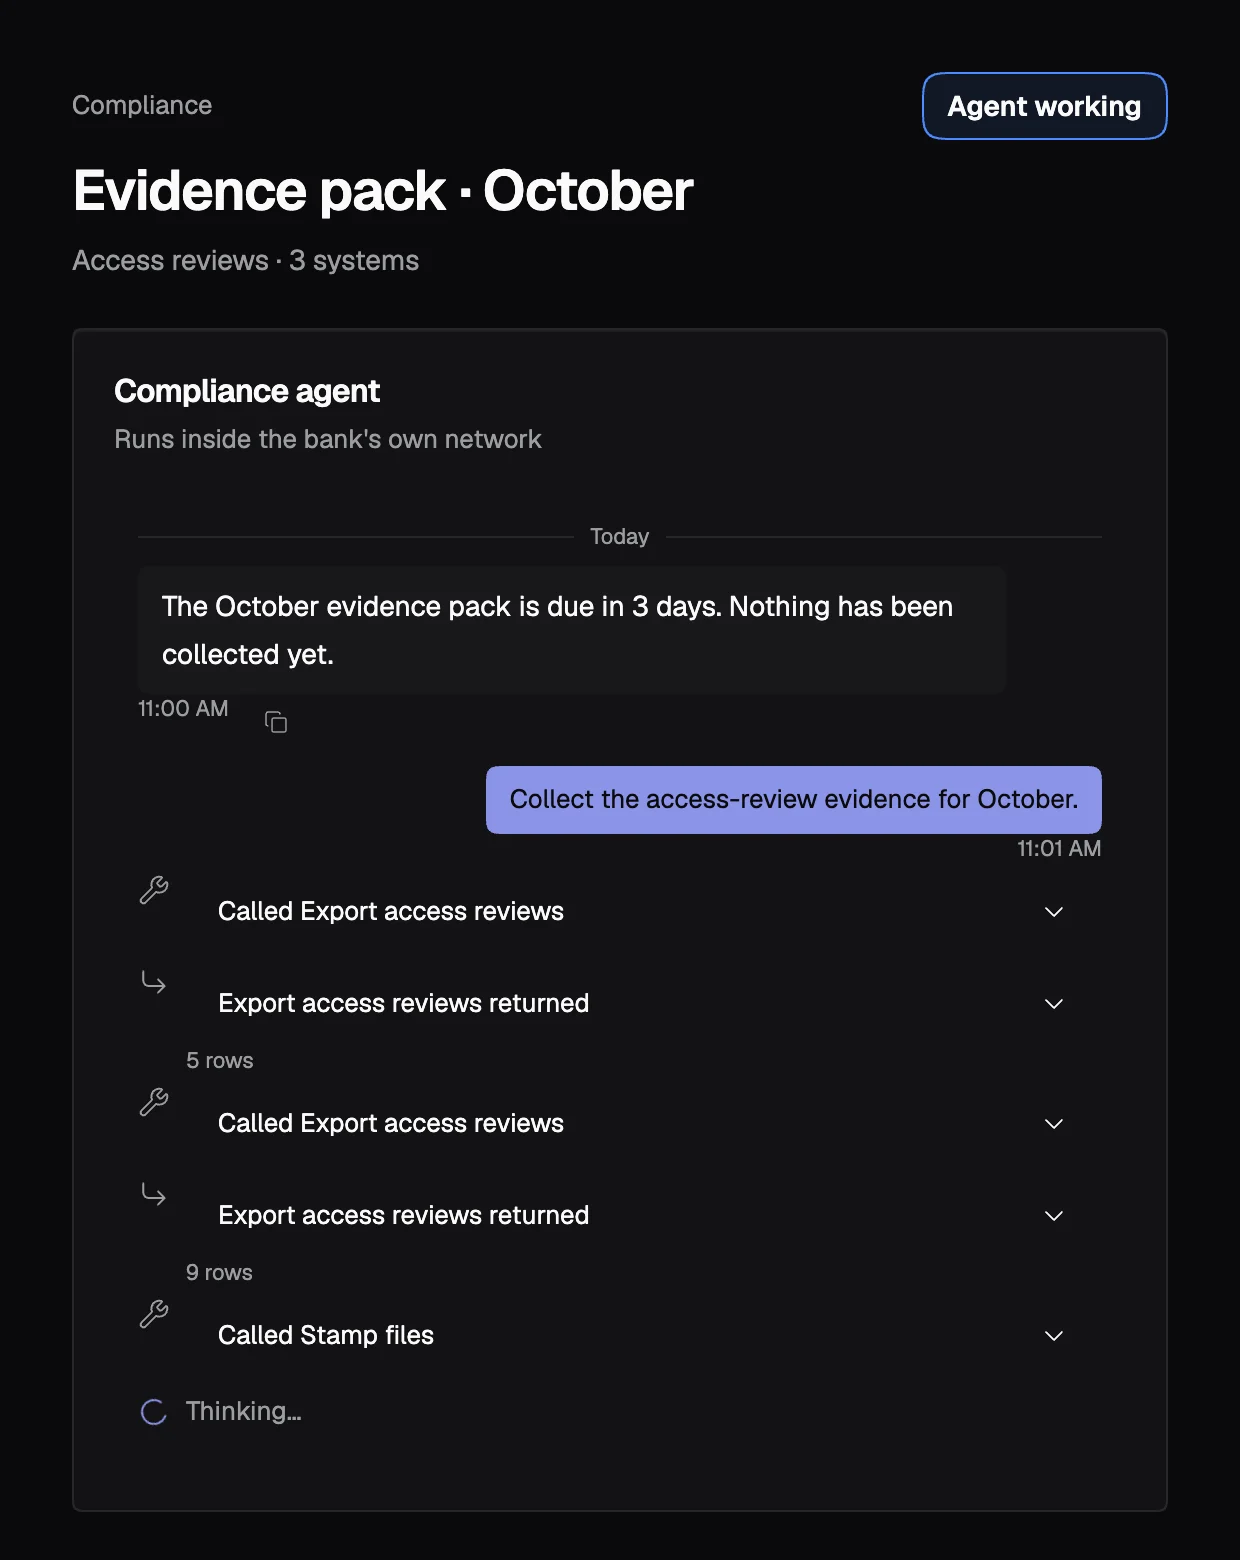 Compliance
Agent working
Evidence pack · October
Access reviews · 3 systems
Compliance agent
Runs inside the bank's own network
Today
The October evidence pack is due in 3 days. Nothing has been
collected yet.
11:00 AM
Collect the access-review evidence for October.
11:01 AM
Called Export access reviews
Export access reviews returned
5 rows
Called Export access reviews
Export access reviews returned
9 rows
Called Stamp files
Thinking...